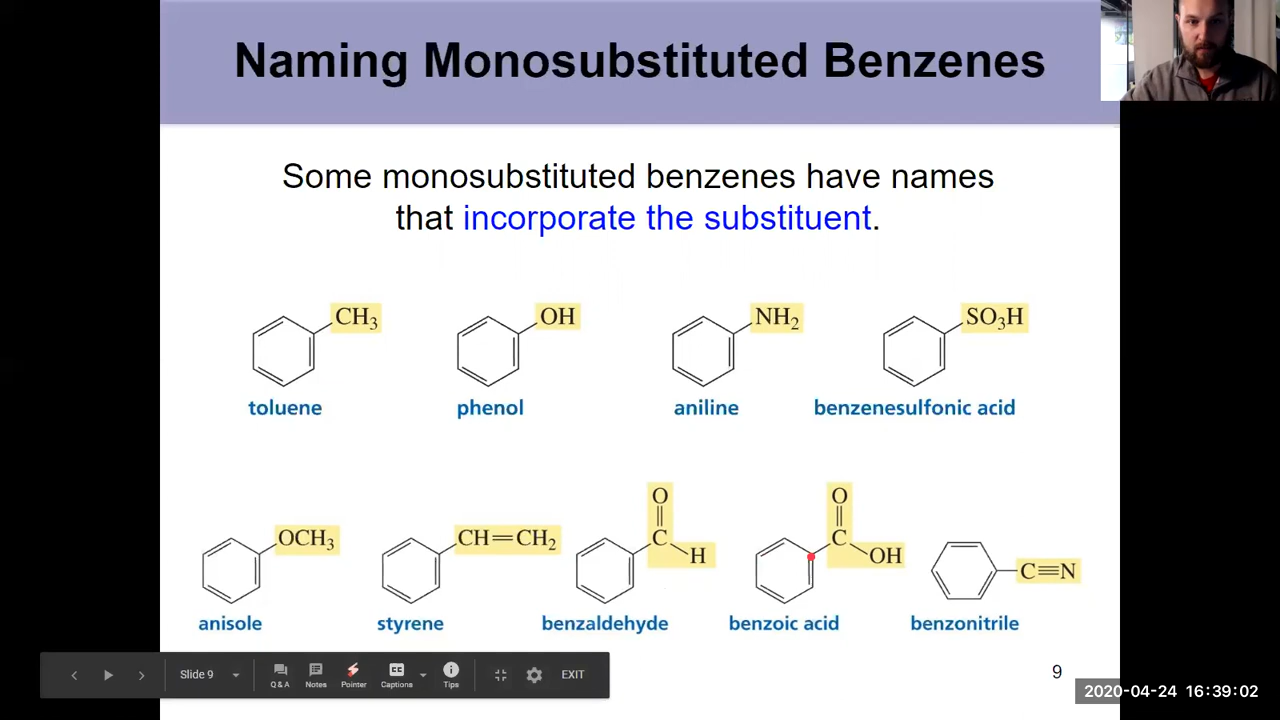 Naming Monosubstituted Benzenes
Some monosubstituted benzenes have names
that incorporate the substituent.
CH3 OH NH2 SO3H
toluene phenol aniline benzenesulfonic acid
O O
OCH3 CH=CH2 C H C OH C≡N
anisole styrene benzaldehyde benzoic acid benzonitrile
Slide 9 Q & A Notes Pointer CC Captions Tips EXIT
9
2020-04-24 16:39:02